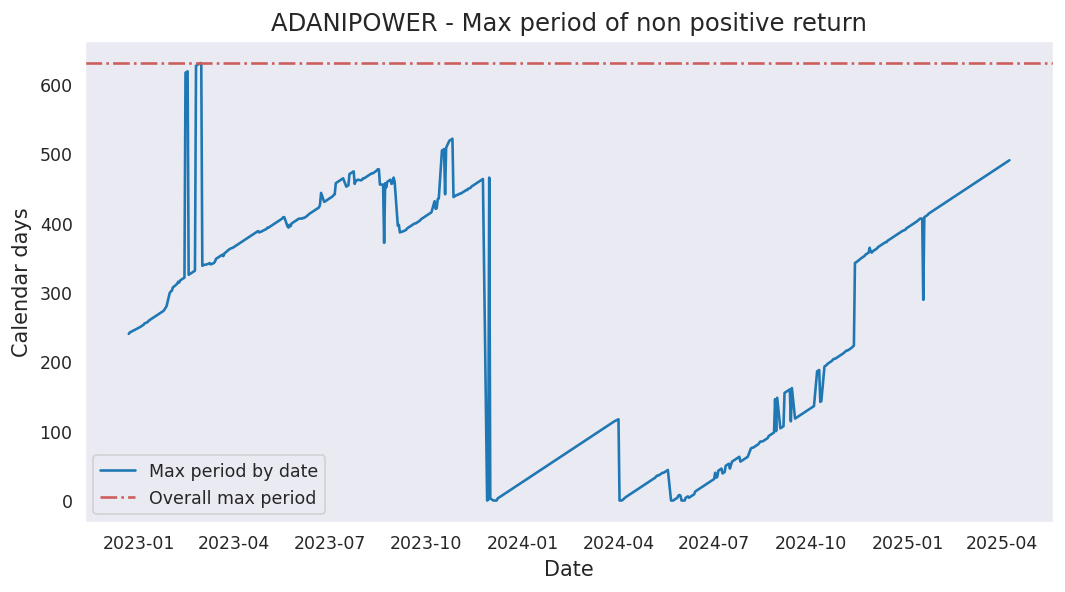 ADANIPOWER - Max period of non positive return
Calendar days
600
500
400
300
200
100
0
Max period by date
Overall max period
2023-01 2023-04 2023-07 2023-10 2024-01 2024-04 2024-07 2024-10 2025-01 2025-04
Date